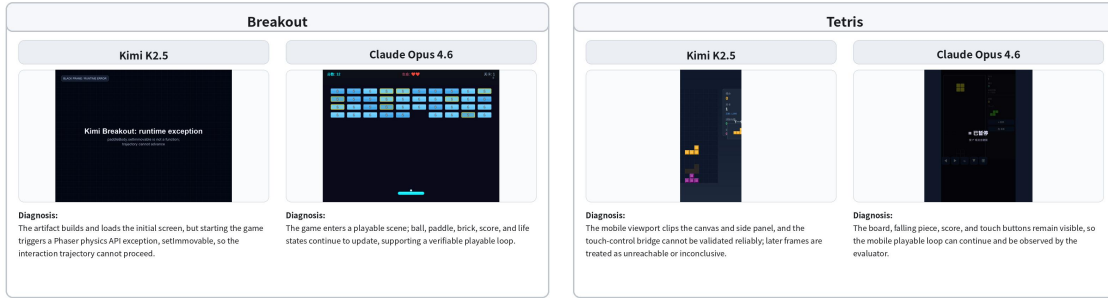 Breakout
Kimi K2.5
Claude Opus 4.6
Kimi Breakout: runtime exception
trajectory cannot advance
Diagnosis:
The artifact builds and loads the initial screen, but starting the game
triggers a Phaser physics API exception, setImmovable, so the
interaction trajectory cannot proceed.
Diagnosis:
The game enters a playable scene; ball, paddle, brick, score, and life
states continue to update, supporting a verifiable playable loop.
Tetris
Kimi K2.5
Claude Opus 4.6
已暂停
Diagnosis:
The mobile viewport clips the canvas and side panel, and the
touch-control bridge cannot be validated reliably; later frames are
treated as unreachable or inconclusive.
Diagnosis:
The board, falling piece, score, and touch buttons remain visible, so
the mobile playable loop can continue and be observed by the
evaluator.